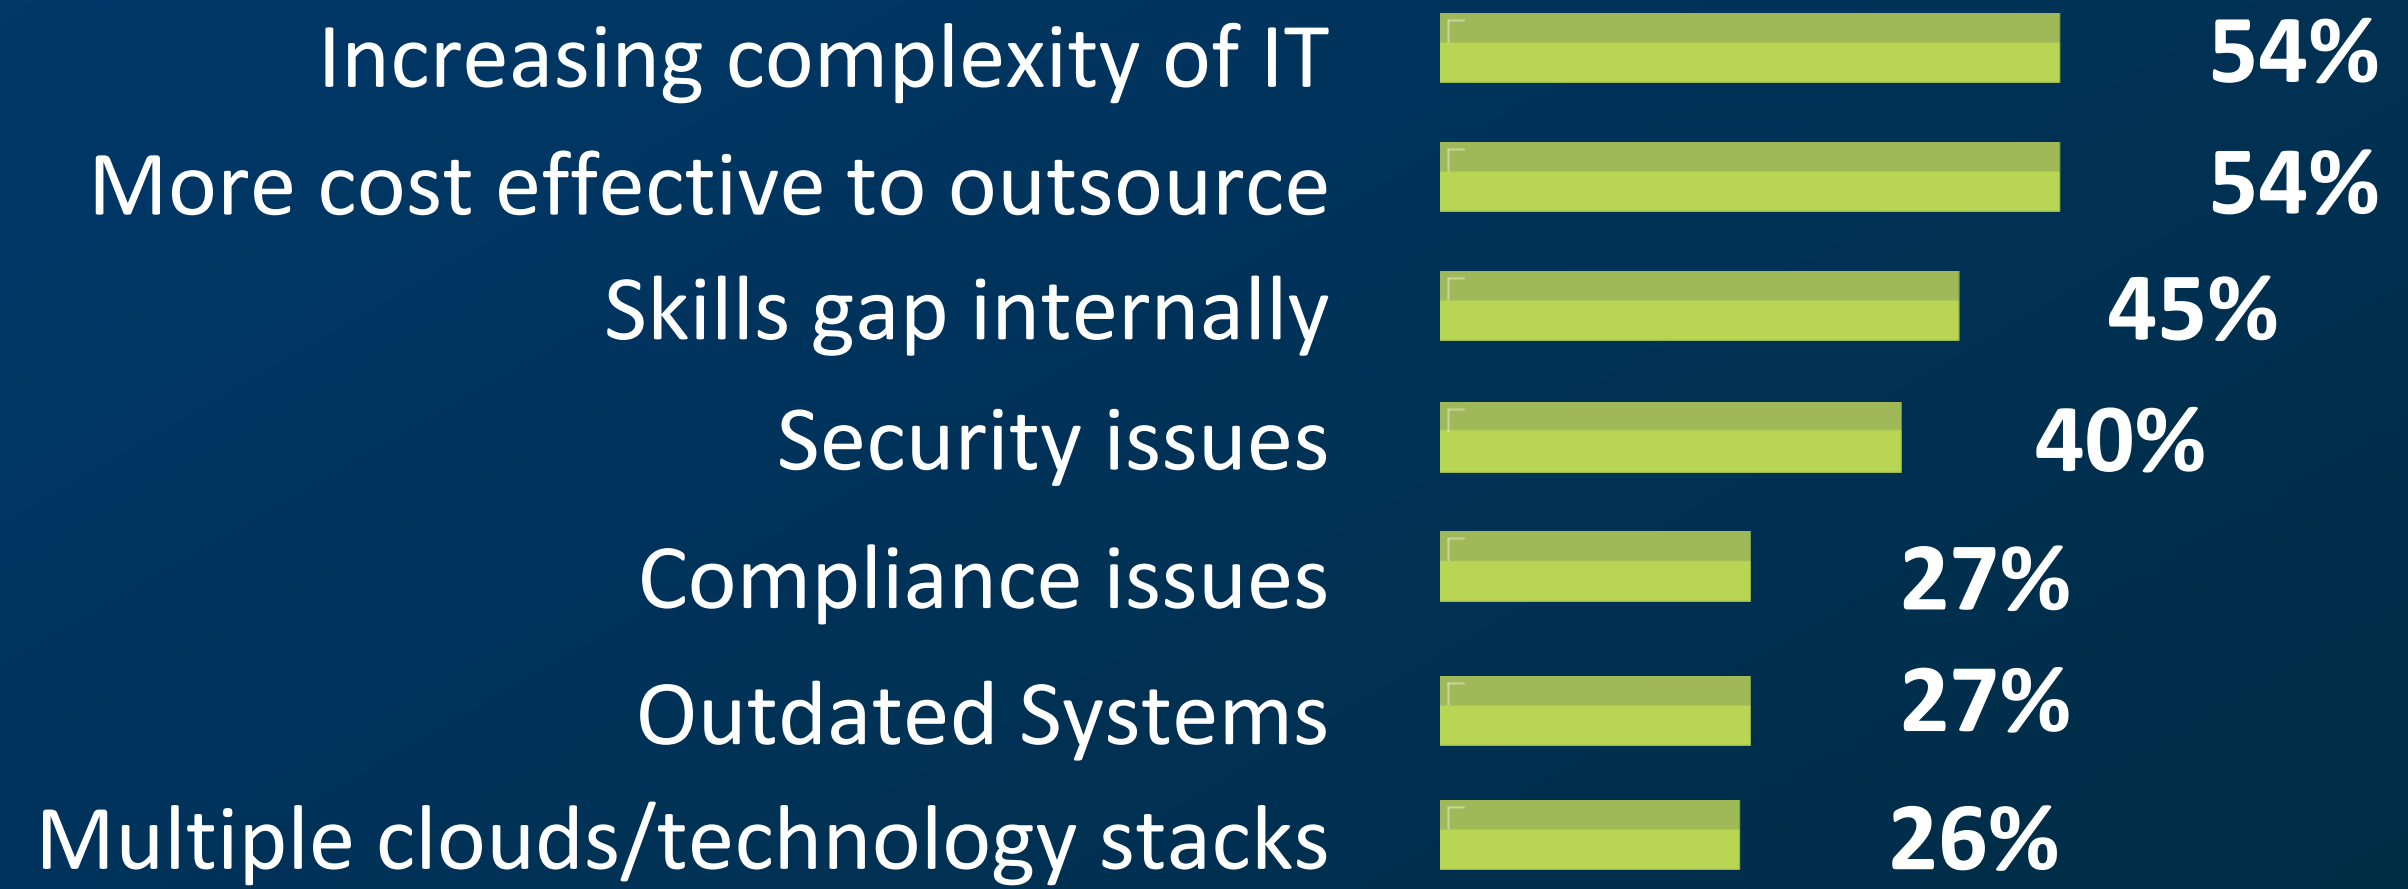 Increasing complexity of IT 54%
More cost effective to outsource 54%
Skills gap internally 45%
Security issues 40%
Compliance issues 27%
Outdated Systems 27%
Multiple clouds/technology stacks 26%